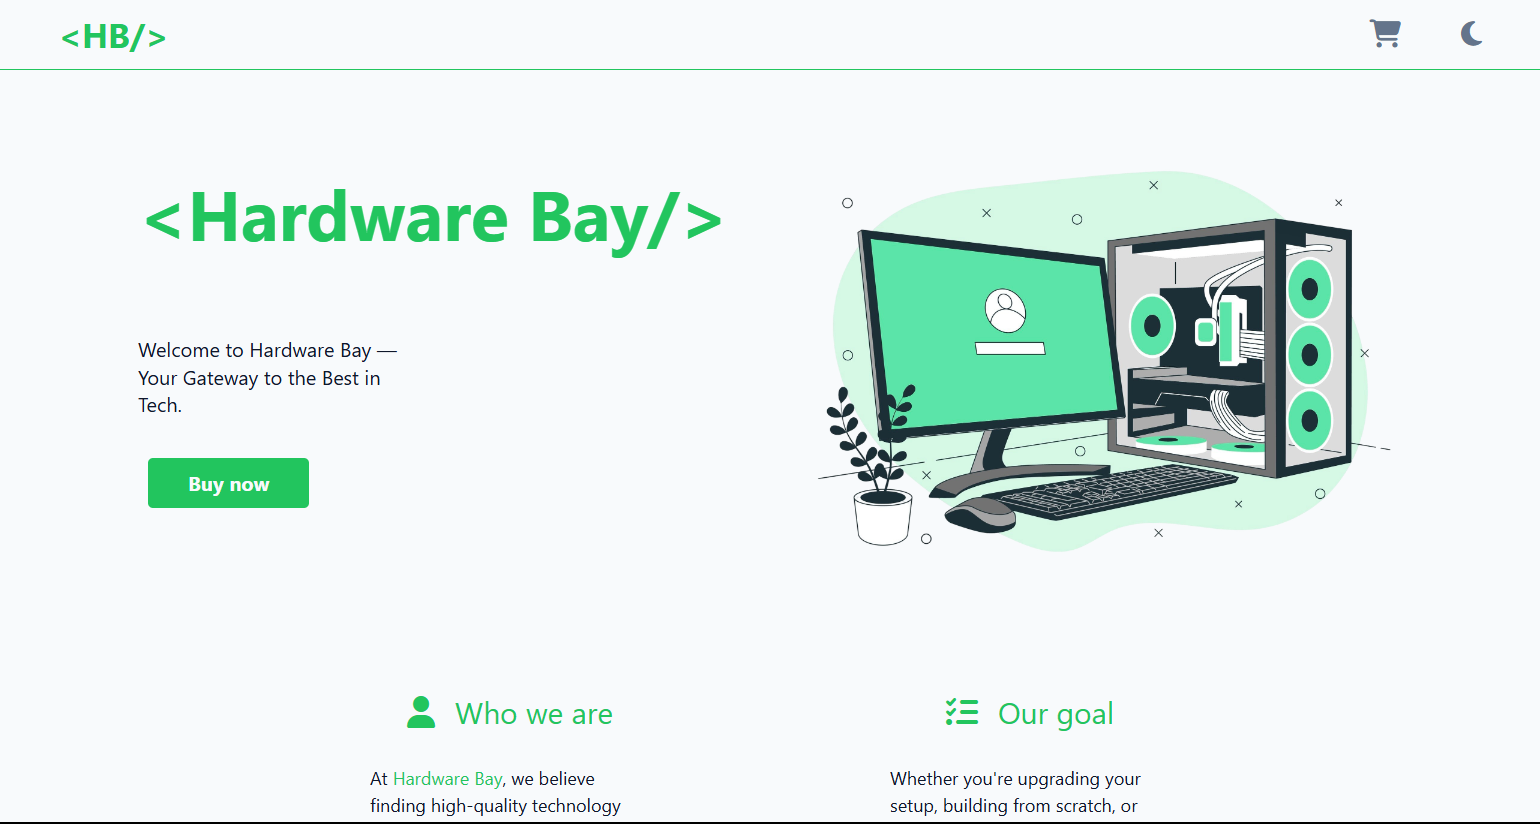 <HB/>
<Hardware Bay/>
Welcome to Hardware Bay —
Your Gateway to the Best in
Tech.
Buy now
Who we are
At Hardware Bay, we believe
finding high-quality technology
Our goal
Whether you're upgrading your
setup, building from scratch, or